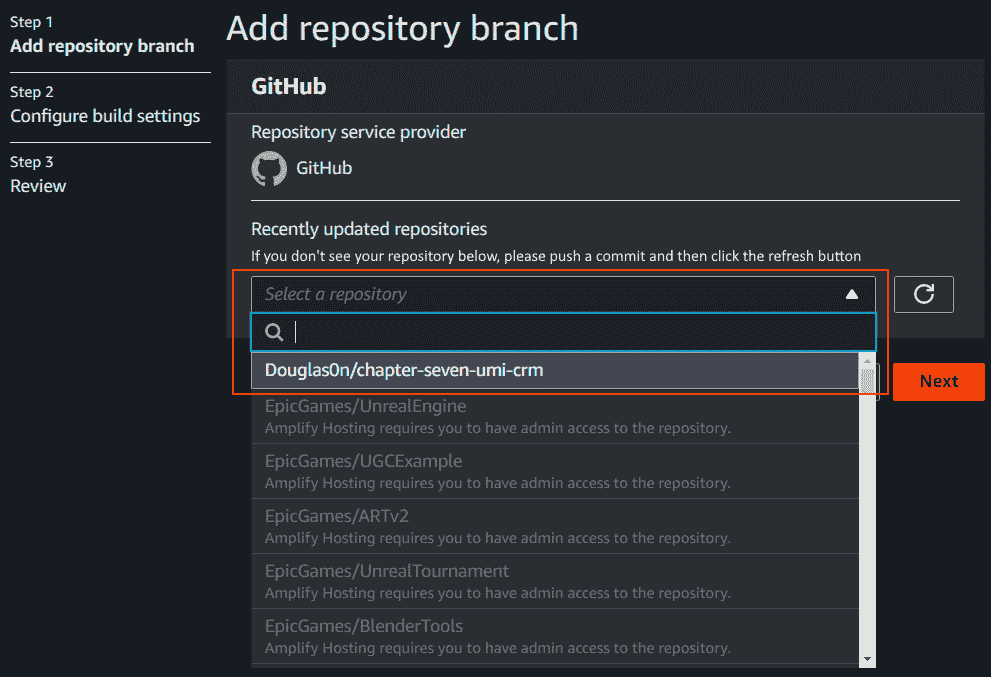 Step 1
Add repository branch
Step 2
Configure build settings
Step 3
Review
Add repository branch
GitHub
Repository service provider
GitHub
Recently updated repositories
If you don't see your repository below, please push a commit and then click the refresh button
Select a repository
Douglas0n/chapter-seven-umi-crm
Next
EpicGames/UnrealEngine
Amplify Hosting requires you to have admin access to the repository.
EpicGames/UGCExample
Amplify Hosting requires you to have admin access to the repository.
EpicGames/ARTv2
Amplify Hosting requires you to have admin access to the repository.
EpicGames/UnrealTournament
Amplify Hosting requires you to have admin access to the repository.
EpicGames/BlenderTools
Amplify Hosting requires you to have admin access to the repository.